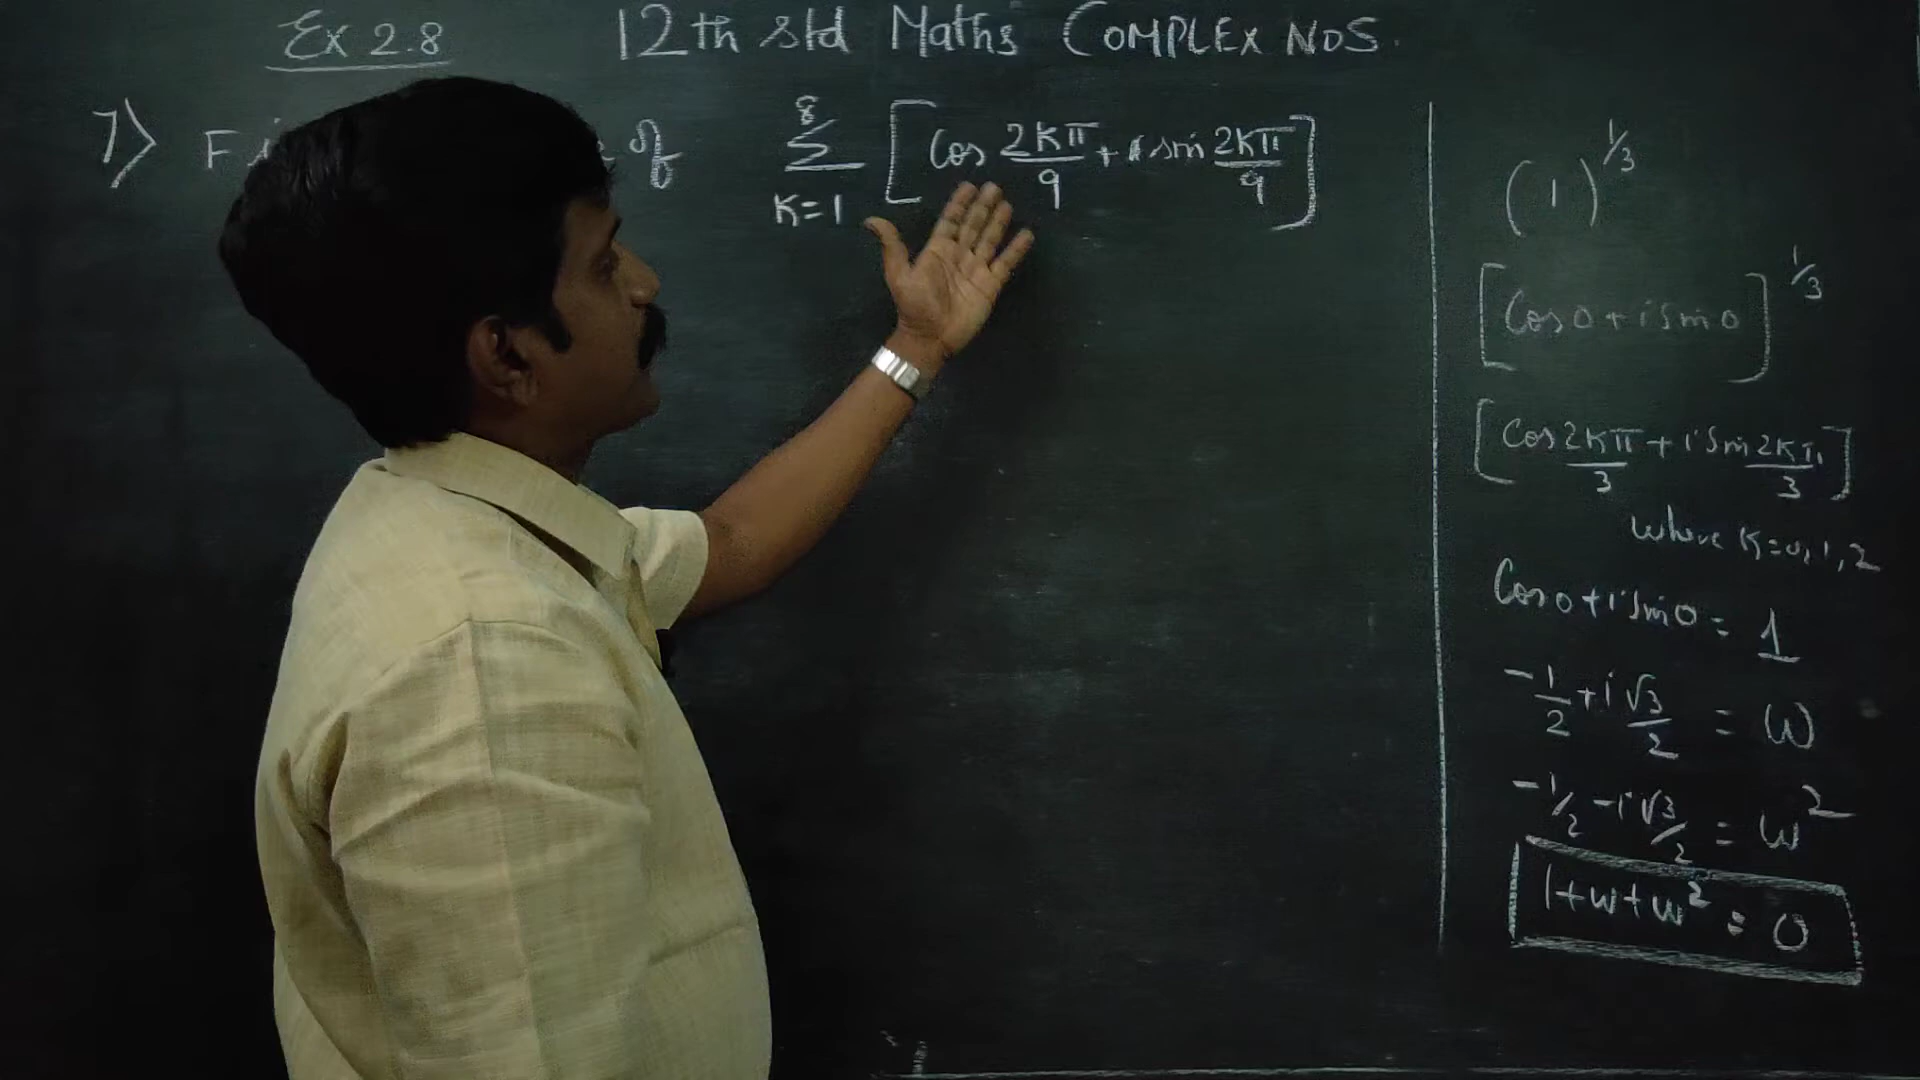 Ex 2.8 12th std Maths COMPLEX NOS.
7) of 8 Σ K=1 [cos 2Kπ/9 + i sin 2Kπ/9]
(1)^1/3
[Cos 0 + i Sin 0]^1/3
[Cos 2Kπ/3 + i Sin 2Kπ/3]
where K=0,1,2
Cos 0 + i Sin 0 = 1
-1/2 + i √3/2 = ω
-1/2 - i √3/2 = ω²
1+ω+ω² = 0